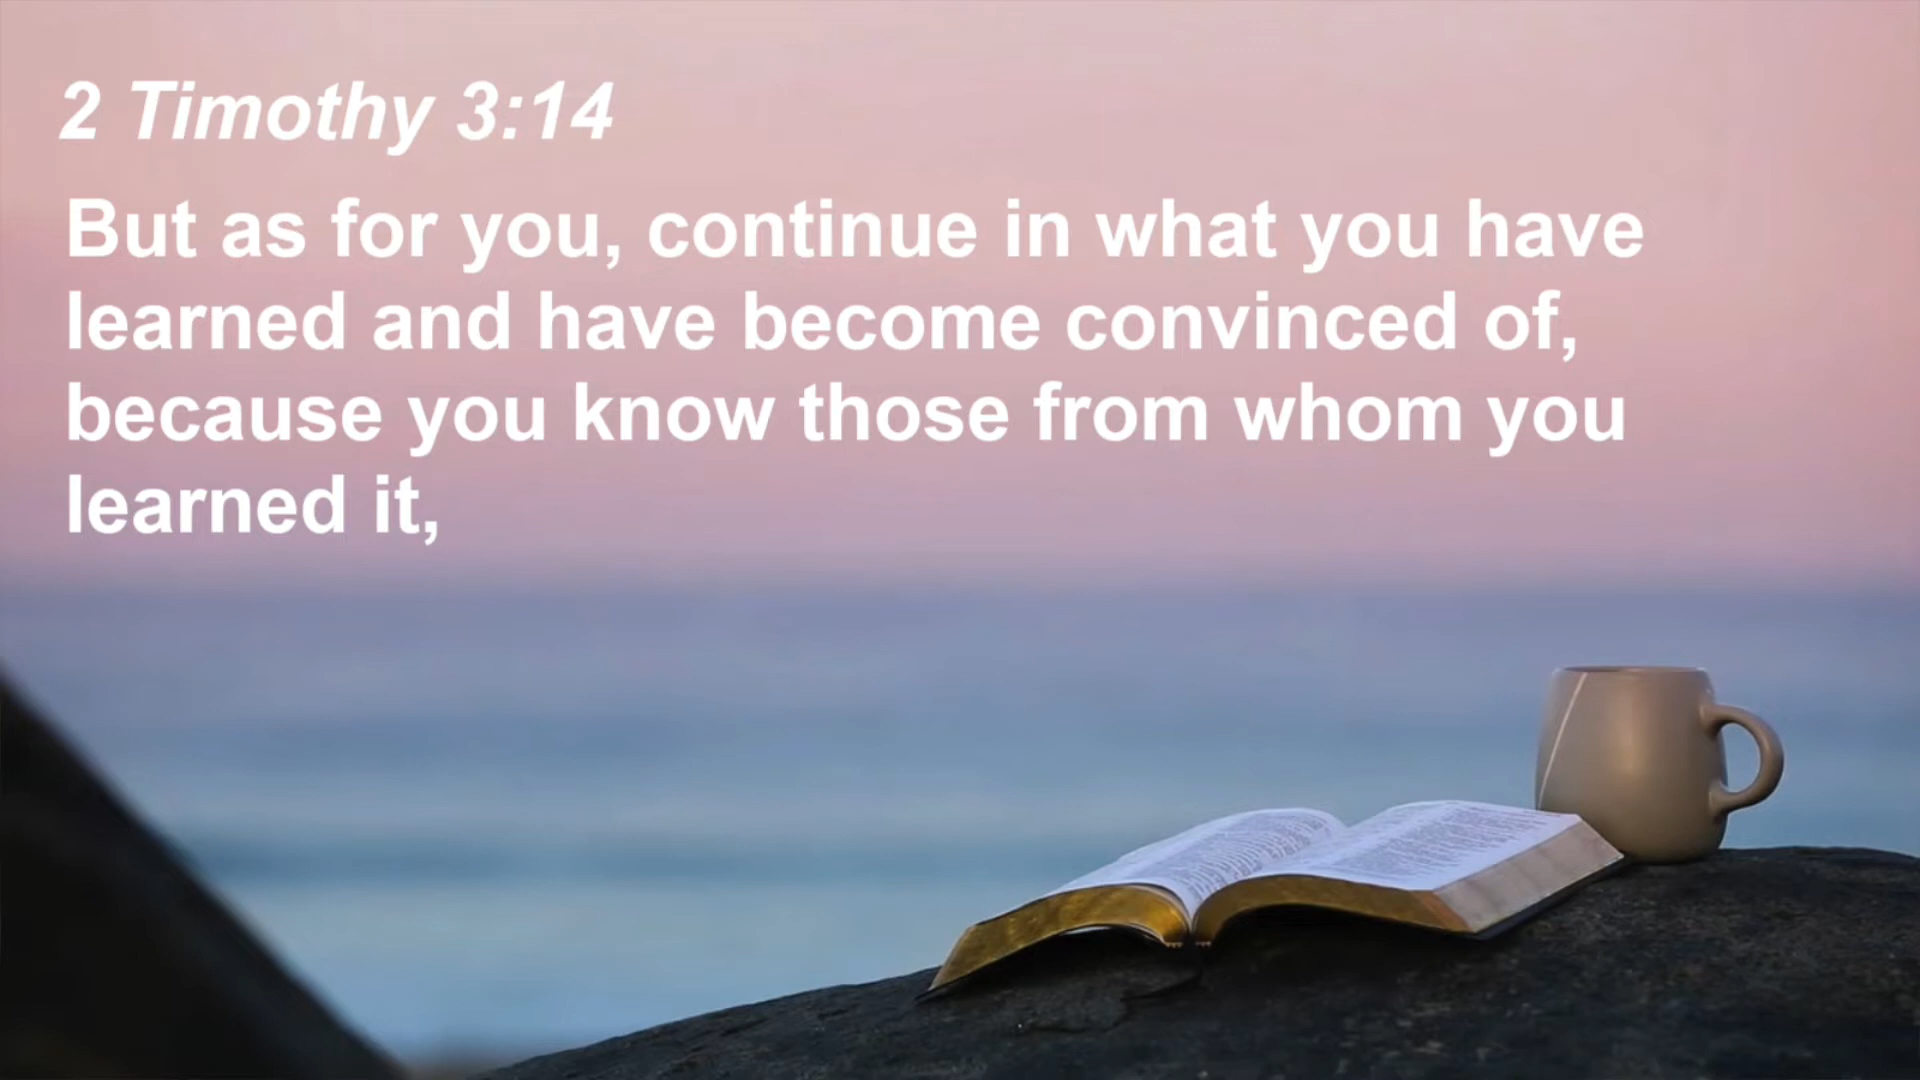 2 Timothy 3:14
But as for you, continue in what you have
learned and have become convinced of,
because you know those from whom you
learned it,